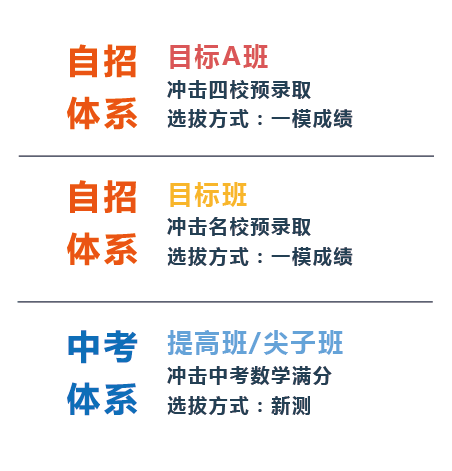 自招
体系
目标A班
冲击四校预录取
选拔方式：一模成绩
自招
体系
目标班
冲击名校预录取
选拔方式：一模成绩
中考
体系
提高班/尖子班
冲击中考数学满分
选拔方式：新测